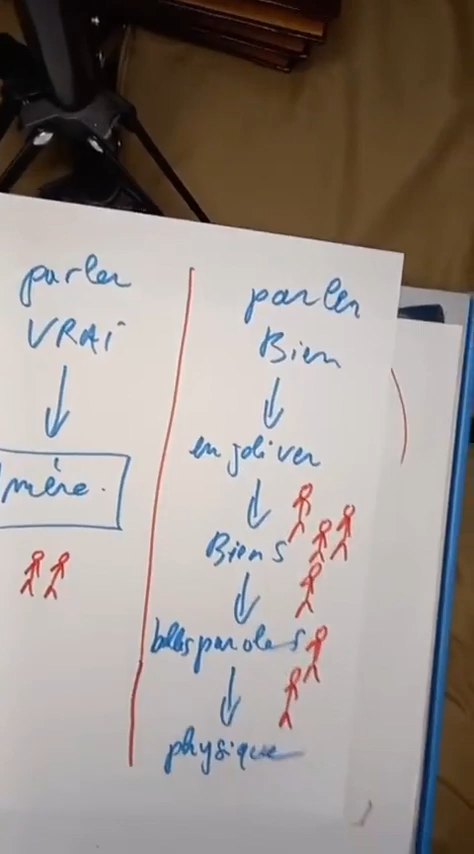 parler
VRAi
mère.
parler
Bien
enjoliver
Biens
belles paroles
physique